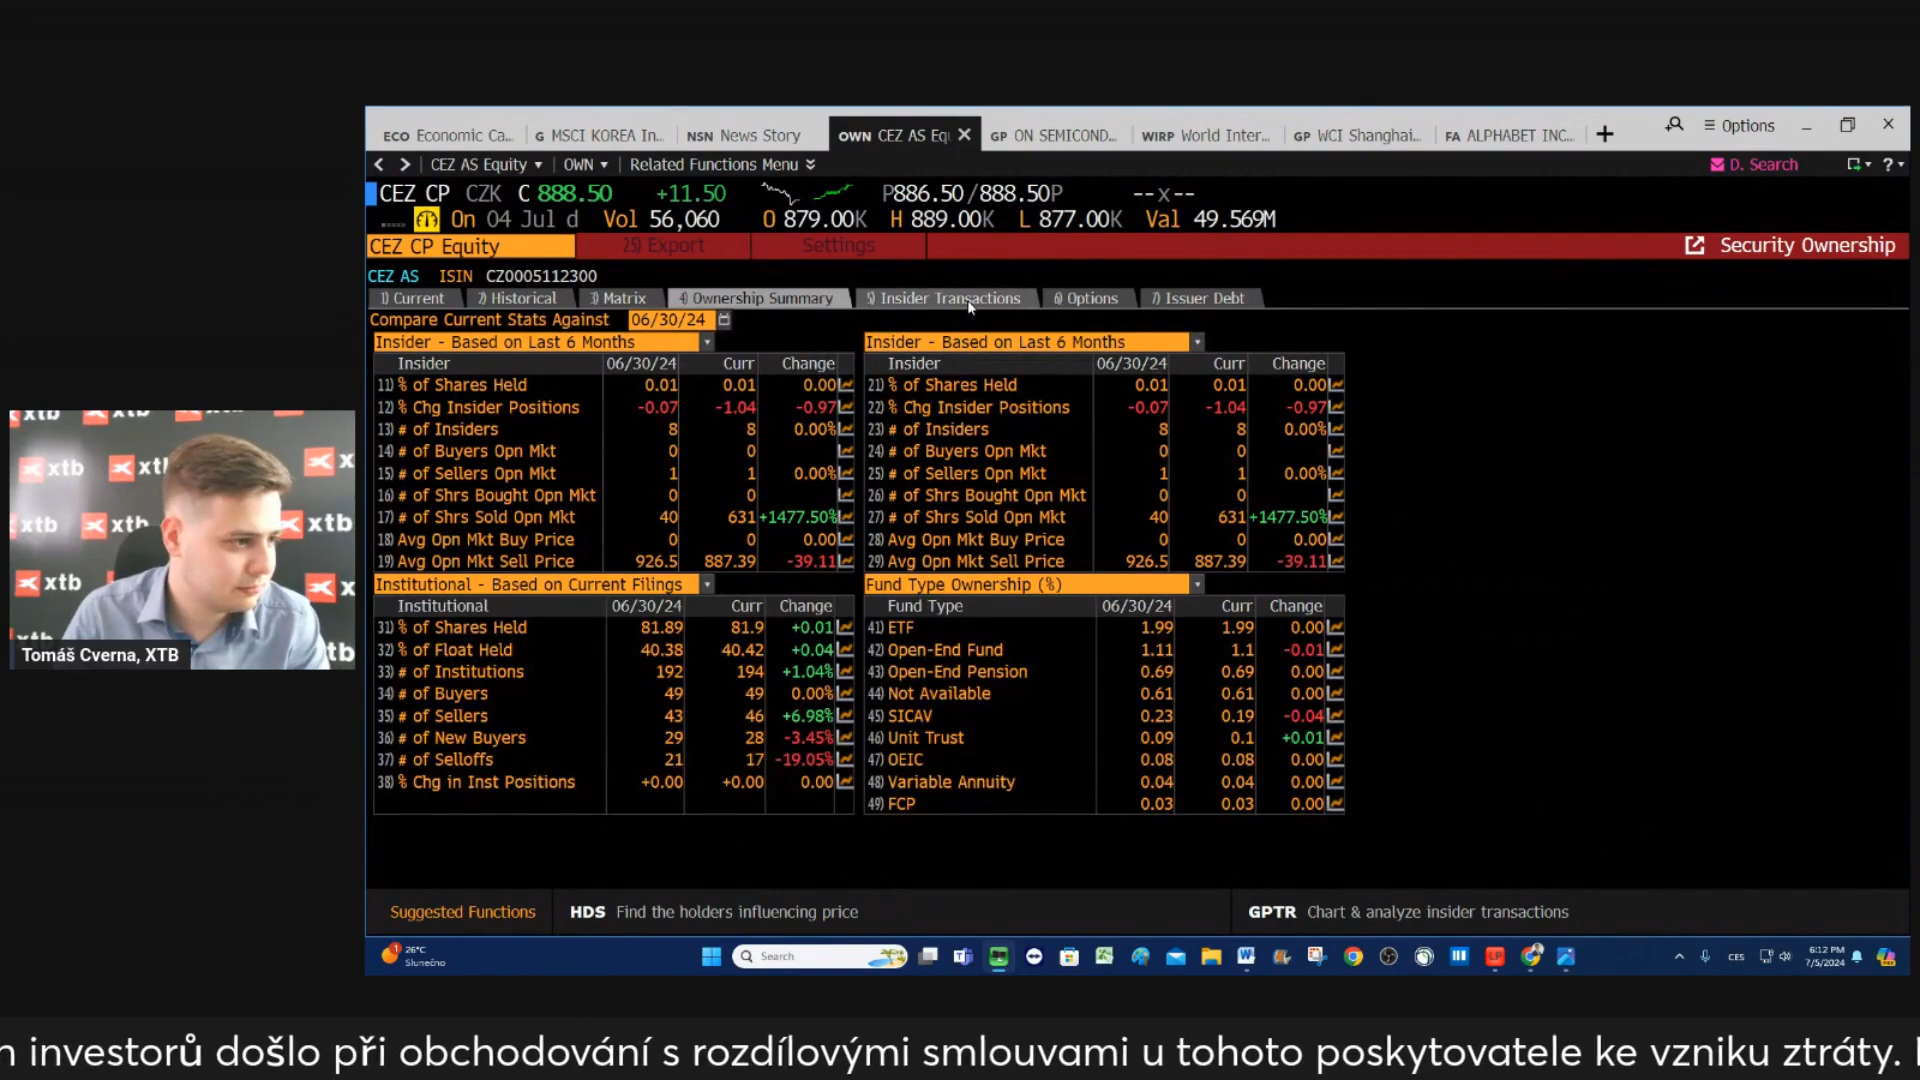 ECO Economic Ca... G MSCI KOREA In... NSN News Story OWN CEZ AS Eq GP ON SEMICOND... WIRP World Inter... GP WCI Shanghai... FA ALPHABET INC... + Options
CEZ AS Equity OWN Related Functions Menu D. Search ?
CEZ CP CZK C 888.50 +11.50 P886.50/888.50P --x--
On 04 Jul d Vol 56,060 O 879.00K H 889.00K L 877.00K Val 49.569M
CEZ CP Equity 25) Export Settings Security Ownership
CEZ AS ISIN CZ0005112300
1) Current 2) Historical 3) Matrix 4) Ownership Summary 5) Insider Transactions 6) Options 7) Issuer Debt
Compare Current Stats Against 06/30/24
Insider - Based on Last 6 Months Insider - Based on Last 6 Months
Insider 06/30/24 Curr Change Insider 06/30/24 Curr Change
11) % of Shares Held 0.01 0.01 0.00 21) % of Shares Held 0.01 0.01 0.00
12) % Chg Insider Positions -0.07 -1.04 -0.97 22) % Chg Insider Positions -0.07 -1.04 -0.97
13) # of Insiders 8 8 0.00% 23) # of Insiders 8 8 0.00%
14) # of Buyers Opn Mkt 0 0 24) # of Buyers Opn Mkt 0 0
15) # of Sellers Opn Mkt 1 1 0.00% 25) # of Sellers Opn Mkt 1 1 0.00%
16) # of Shrs Bought Opn Mkt 0 0 26) # of Shrs Bought Opn Mkt 0 0
17) # of Shrs Sold Opn Mkt 40 631 +1477.50% 27) # of Shrs Sold Opn Mkt 40 631 +1477.50%
18) Avg Opn Mkt Buy Price 0 0 0.00 28) Avg Opn Mkt Buy Price 0 0 0.00
19) Avg Opn Mkt Sell Price 926.5 887.39 -39.11 29) Avg Opn Mkt Sell Price 926.5 887.39 -39.11
Institutional - Based on Current Filings Fund Type Ownership (%)
Institutional 06/30/24 Curr Change Fund Type 06/30/24 Curr Change
31) % of Shares Held 81.89 81.9 +0.01 41) ETF 1.99 1.99 0.00
32) % of Float Held 40.38 40.42 +0.04 42) Open-End Fund 1.11 1.1 -0.01
33) # of Institutions 192 194 +1.04% 43) Open-End Pension 0.69 0.69 0.00
34) # of Buyers 49 49 0.00% 44) Not Available 0.61 0.61 0.00
35) # of Sellers 43 46 +6.98% 45) SICAV 0.23 0.19 -0.04
36) # of New Buyers 29 28 -3.45% 46) Unit Trust 0.09 0.1 +0.01
37) # of Selloffs 21 17 -19.05% 47) OEIC 0.08 0.08 0.00
38) % Chg in Inst Positions +0.00 +0.00 0.00 48) Variable Annuity 0.04 0.04 0.00
49) FCP 0.03 0.03 0.00
xtb xtb xtb
xtb xtb xtb
xtb xtb
Tomáš Cverna, XTB
Suggested Functions HDS Find the holders influencing price GPTR Chart & analyze insider transactions
26°C
Slunečno
Search
CES
6:12 PM
7/5/2024
n investorů došlo při obchodování s rozdílovými smlouvami u tohoto poskytovatele ke vzniku ztráty.